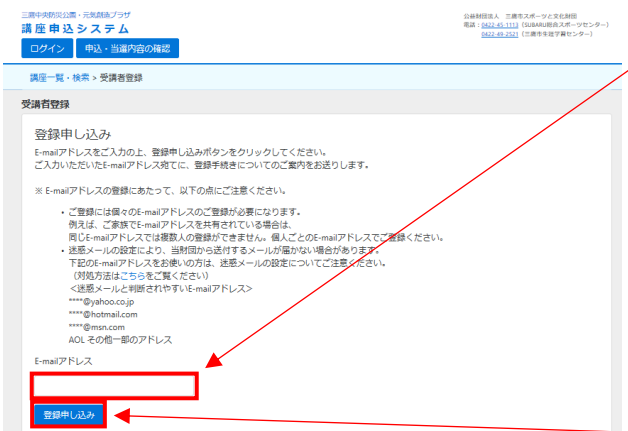 三鷹中央防災公園・元気創造プラザ
講座申込システム
公益財団法人 三鷹市スポーツと文化財団
電話：0422-45-1113（SUBARU総合スポーツセンター）
0422-49-2521（三鷹市生涯学習センター）
ログイン
申込・当選内容の確認
講座一覧・検索 > 受講者登録
受講者登録
登録申し込み
E-mailアドレスをご入力の上、登録申し込みボタンをクリックしてください。
ご入力いただいたE-mailアドレス宛てに、登録手続きについてのご案内をお送りします。
※ E-mailアドレスの登録にあたって、以下の点にご注意ください。
・ご登録には個々のE-mailアドレスのご登録が必要になります。
例えば、ご家族でE-mailアドレスを共有されている場合は、
同じE-mailアドレスでは複数人の登録ができません。個人ごとのE-mailアドレスでご登録ください。
・迷惑メールの設定により、当財団から送付するメールが届かない場合があります。
下記のE-mailアドレスをお使いの方は、迷惑メールの設定についてご注意ください。
（対処方法はこちらをご覧ください）
＜迷惑メールと判断されやすいE-mailアドレス＞
****@yahoo.co.jp
****@hotmail.com
****@msn.com
AOL その他一部のアドレス
E-mailアドレス
登録申し込み